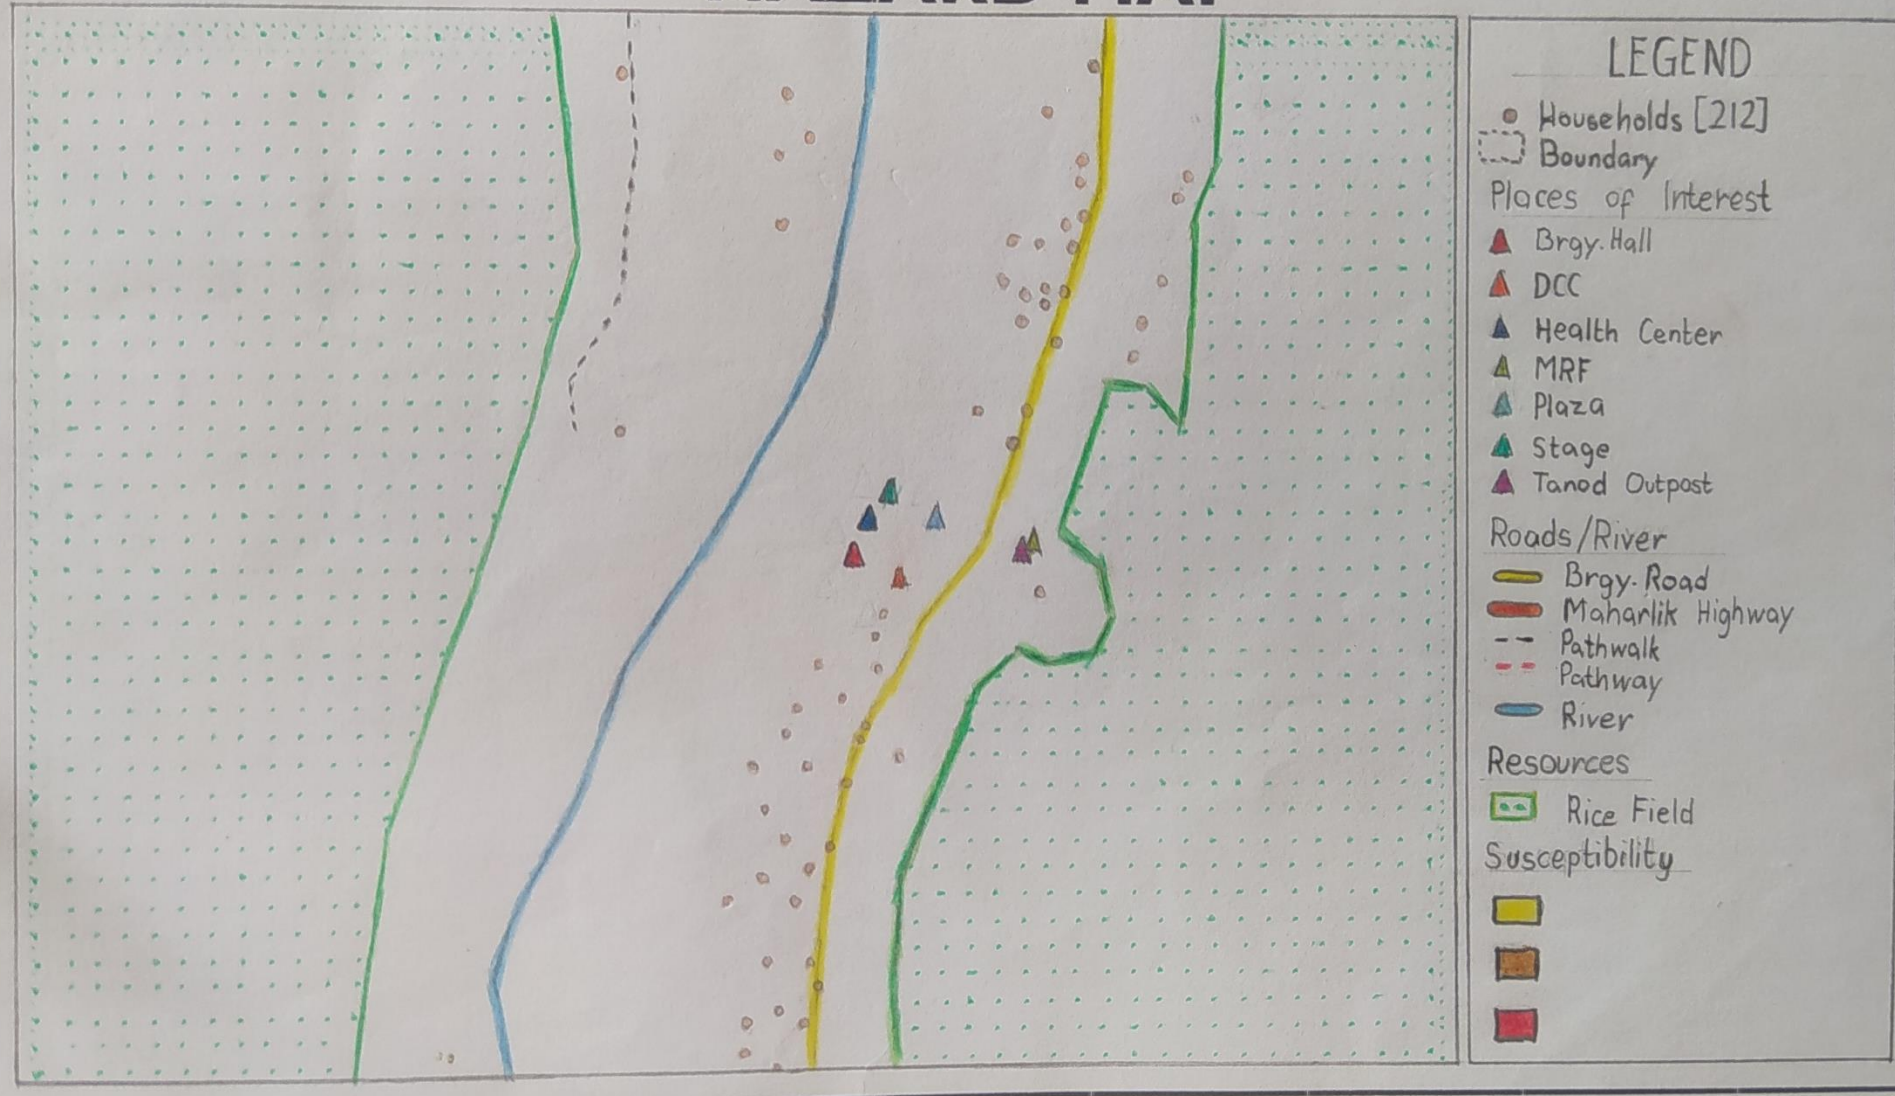 LEGEND
Households [212]
Boundary
Places of Interest
Brgy. Hall
DCC
Health Center
MRF
Plaza
Stage
Tanod Outpost
Roads/River
Brgy. Road
Maharlik Highway
Pathwalk
Pathway
River
Resources
Rice Field
Susceptibility